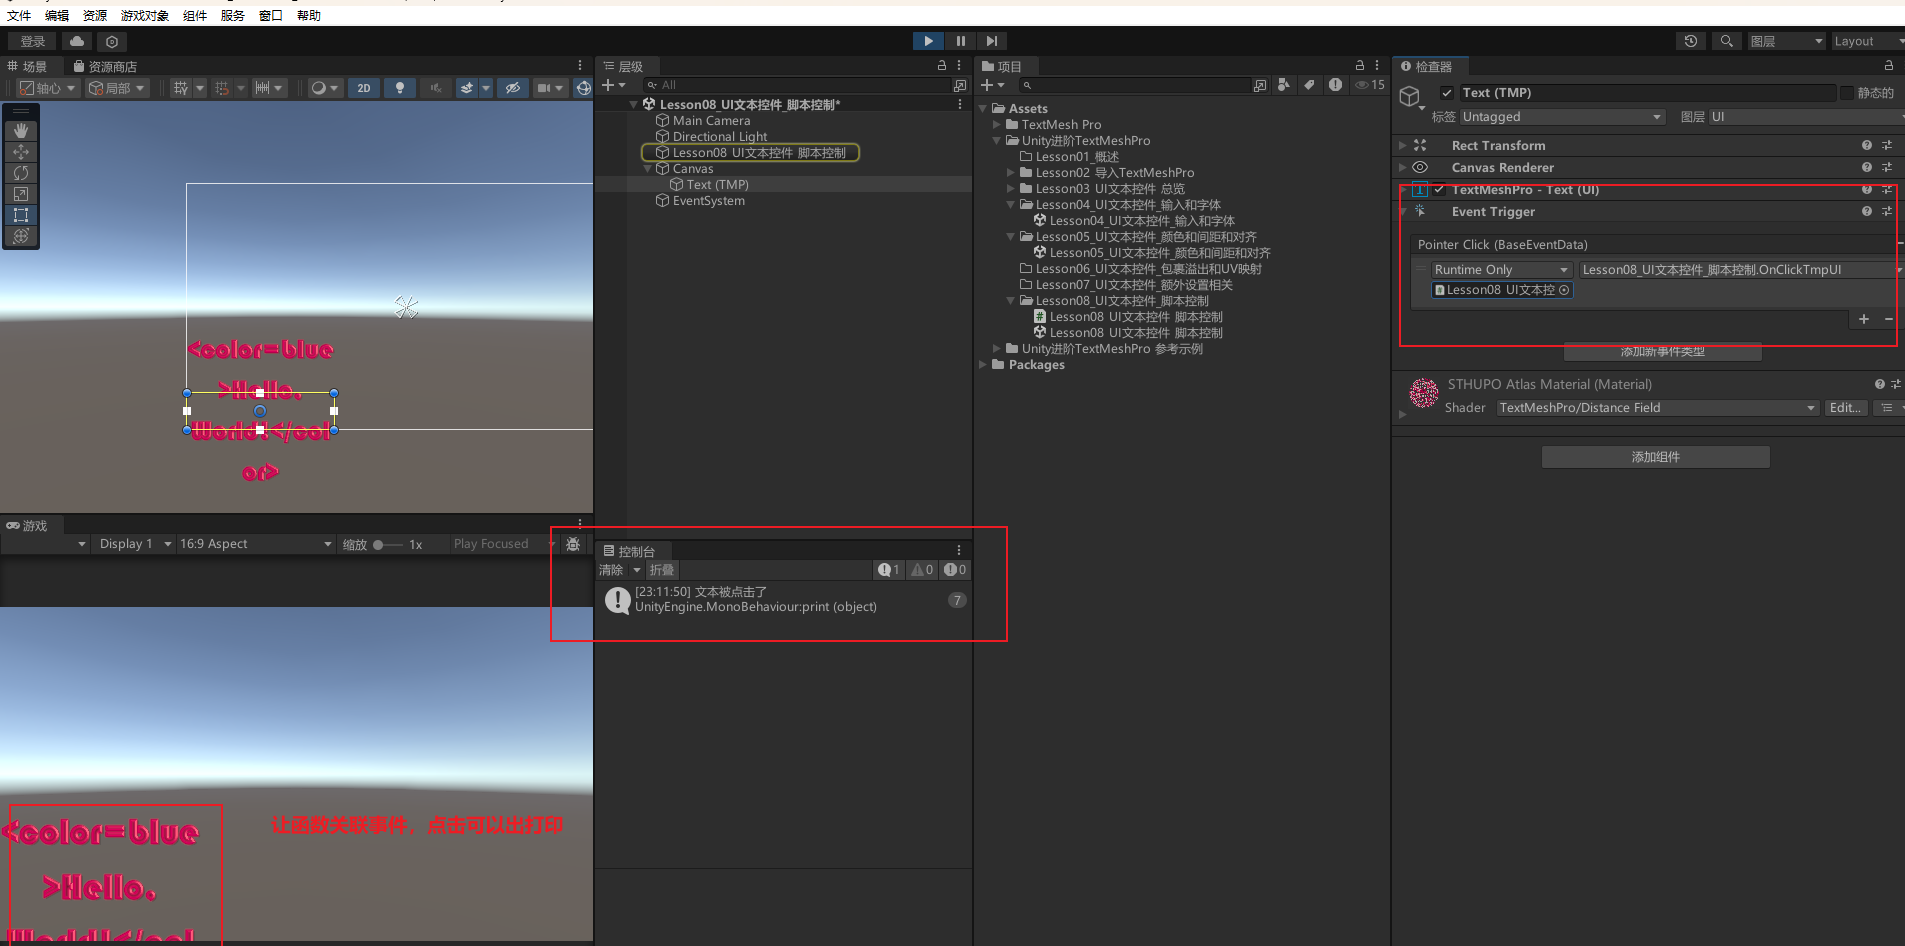 文件 编辑 资源 游戏对象 组件 服务 窗口 帮助
登录 图层 Layout
场景 资源商店
轴心 局部 2D
<color=blue
>Hello,
World!</col
or>
游戏
Display 1 16:9 Aspect 缩放 1x Play Focused
<color=blue
>Hello,
World!</col
让函数关联事件，点击可以出打印
层级
All
Lesson08_UI文本控件_脚本控制*
Main Camera
Directional Light
Lesson08_UI文本控件_脚本控制
Canvas
Text (TMP)
EventSystem
控制台
清除 折叠 1 0 0
[23:11:50] 文本被点击了
UnityEngine.MonoBehaviour:print (object)
7
项目
15
Assets
TextMesh Pro
Unity进阶TextMeshPro
Lesson01_概述
Lesson02_导入TextMeshPro
Lesson03_UI文本控件_总览
Lesson04_UI文本控件_输入和字体
Lesson04_UI文本控件_输入和字体
Lesson05_UI文本控件_颜色和间距和对齐
Lesson05_UI文本控件_颜色和间距和对齐
Lesson06_UI文本控件_包裹溢出和UV映射
Lesson07_UI文本控件_额外设置相关
Lesson08_UI文本控件_脚本控制
Lesson08_UI文本控件_脚本控制
Lesson08_UI文本控件_脚本控制
Unity进阶TextMeshPro_参考示例
Packages
检查器
Text (TMP) 静态的
标签 Untagged 图层 UI
Rect Transform
Canvas Renderer
TextMeshPro - Text (UI)
Event Trigger
Pointer Click (BaseEventData)
Runtime Only Lesson08_UI文本控件_脚本控制.OnClickTmpUI
Lesson08_UI文本控
添加新事件类型
STHUPO Atlas Material (Material)
Shader TextMeshPro/Distance Field Edit...
添加组件